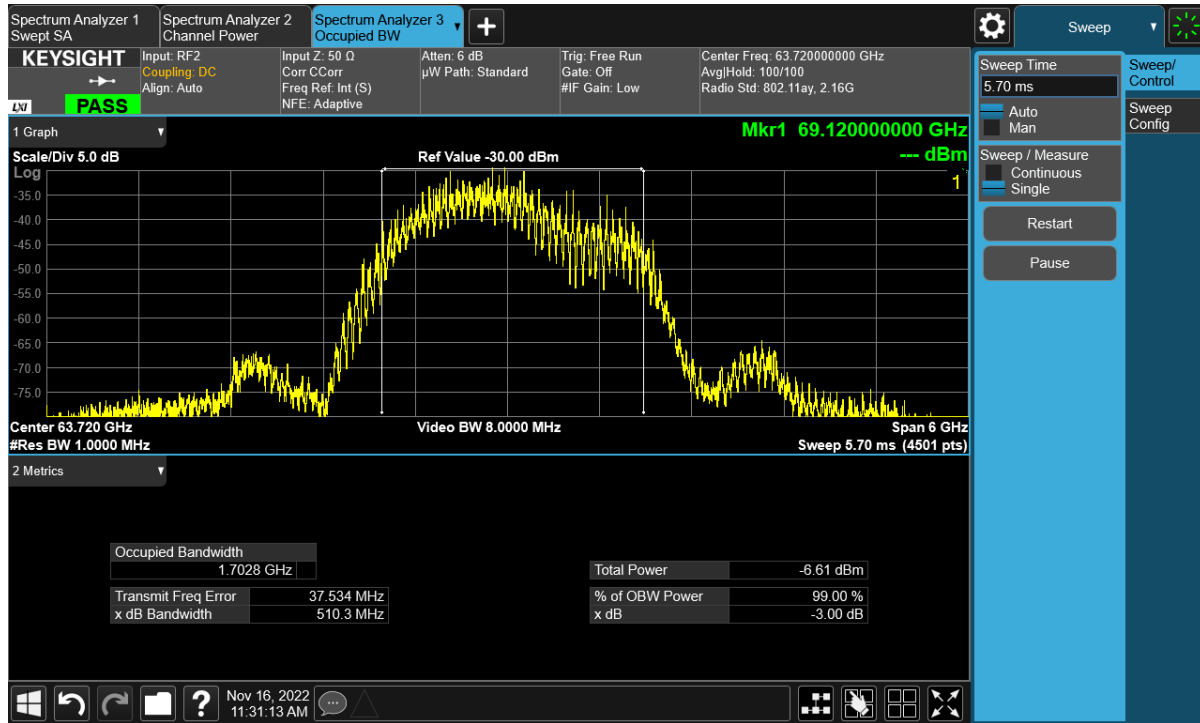 Spectrum Analyzer 1
Swept SA
Spectrum Analyzer 2
Channel Power
Spectrum Analyzer 3
Occupied BW
Sweep
KEYSIGHT
LXI
PASS
Input: RF2
Coupling: DC
Align: Auto
Input Z: 50 Ω
Corr CCorr
Freq Ref: Int (S)
NFE: Adaptive
Atten: 6 dB
µW Path: Standard
Trig: Free Run
Gate: Off
#IF Gain: Low
Center Freq: 63.720000000 GHz
Avg|Hold: 100/100
Radio Std: 802.11ay, 2.16G
Sweep Time
5.70 ms
Auto
Man
Sweep / Measure
Continuous
Single
Restart
Pause
Sweep/
Control
Sweep
Config
1 Graph
Mkr1 69.120000000 GHz
--- dBm
Scale/Div 5.0 dB
Ref Value -30.00 dBm
Log
1
-35.0
-40.0
-45.0
-50.0
-55.0
-60.0
-65.0
-70.0
-75.0
Center 63.720 GHz
Video BW 8.0000 MHz
Span 6 GHz
#Res BW 1.0000 MHz
Sweep 5.70 ms (4501 pts)
2 Metrics
Occupied Bandwidth
1.7028 GHz
Total Power -6.61 dBm
Transmit Freq Error 37.534 MHz
% of OBW Power 99.00 %
x dB Bandwidth 510.3 MHz
x dB -3.00 dB
?
Nov 16, 2022
11:31:13 AM